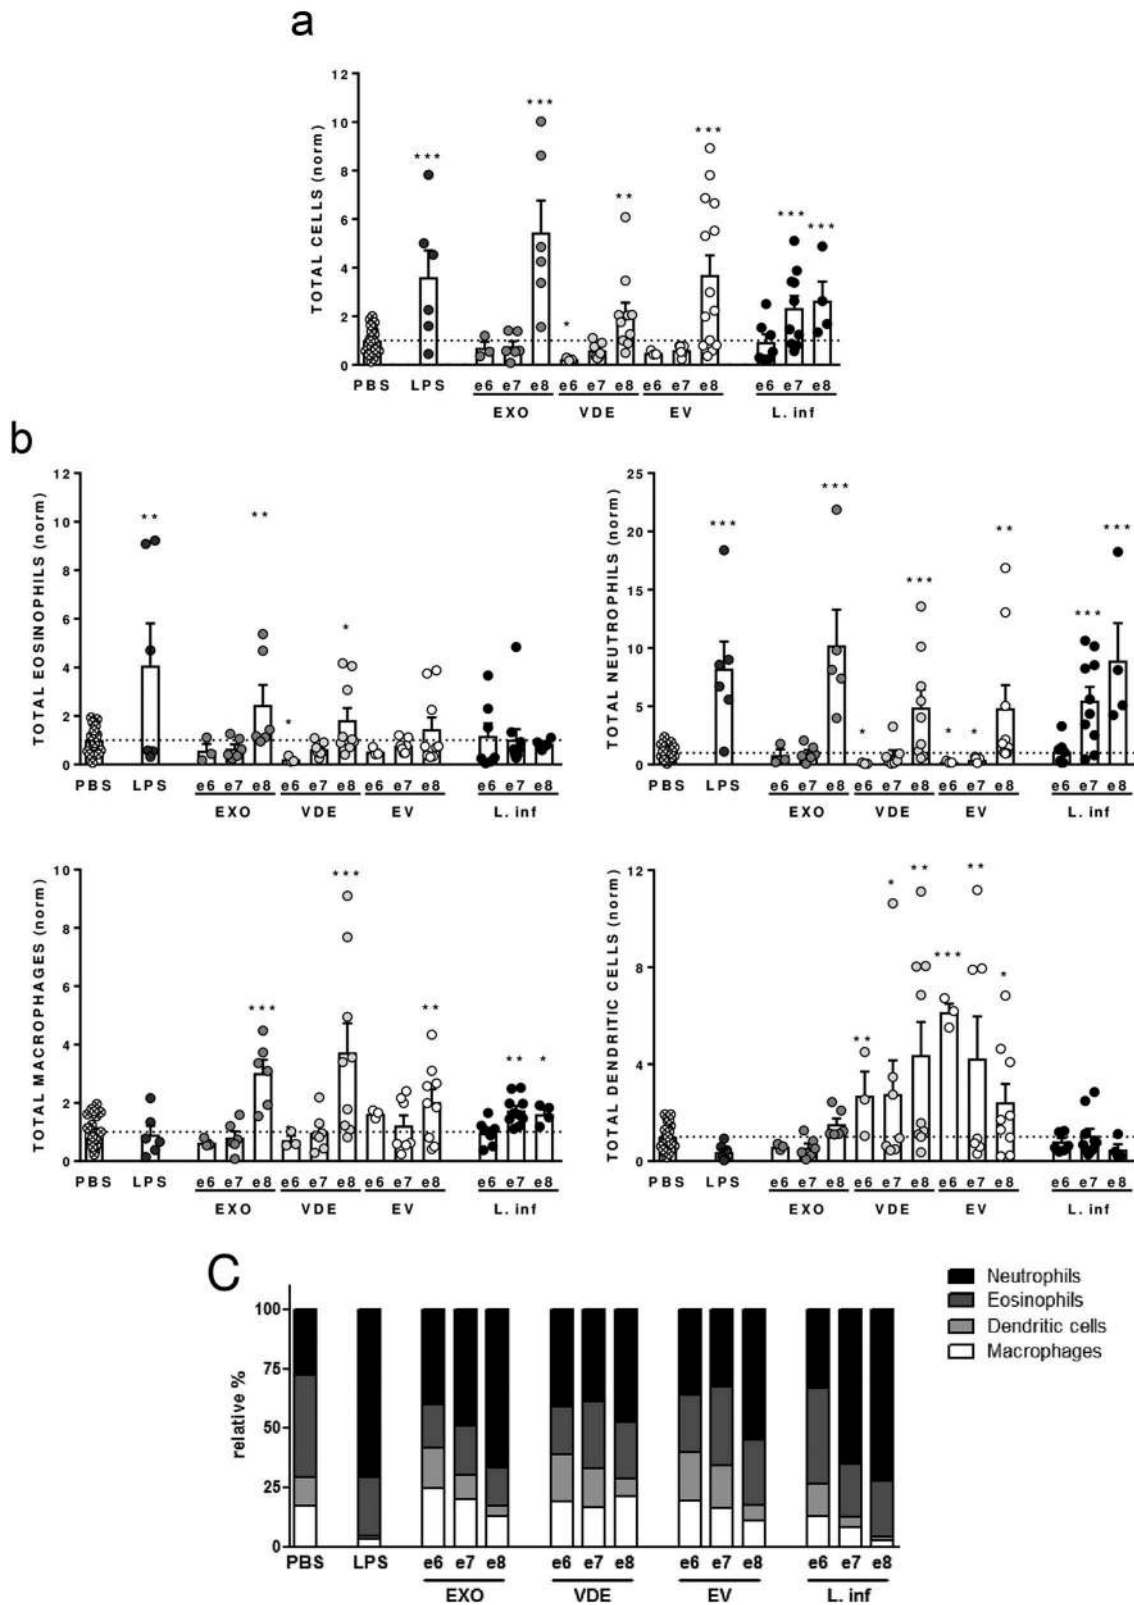 a
TOTAL CELLS (norm)
12
10
8
6
4
2
0
*** *** * ** *** *** ***
PBS LPS e6 e7 e8 e6 e7 e8 e6 e7 e8 e6 e7 e8
EXO VDE EV L. inf
b
TOTAL EOSINOPHILS (norm)
12
10
8
6
4
2
0
** ** * *
PBS LPS e6 e7 e8 e6 e7 e8 e6 e7 e8 e6 e7 e8
EXO VDE EV L. inf
TOTAL NEUTROPHILS (norm)
25
20
15
10
5
0
*** *** * *** * * ** *** ***
PBS LPS e6 e7 e8 e6 e7 e8 e6 e7 e8 e6 e7 e8
EXO VDE EV L. inf
TOTAL MACROPHAGES (norm)
10
8
6
4
2
0
*** *** ** ** *
PBS LPS e6 e7 e8 e6 e7 e8 e6 e7 e8 e6 e7 e8
EXO VDE EV L. inf
TOTAL DENDRITIC CELLS (norm)
12
8
4
0
** * ** *** ** *
PBS LPS e6 e7 e8 e6 e7 e8 e6 e7 e8 e6 e7 e8
EXO VDE EV L. inf
C
relative %
100
75
50
25
0
PBS LPS e6 e7 e8 e6 e7 e8 e6 e7 e8 e6 e7 e8
EXO VDE EV L. inf
Neutrophils
Eosinophils
Dendritic cells
Macrophages